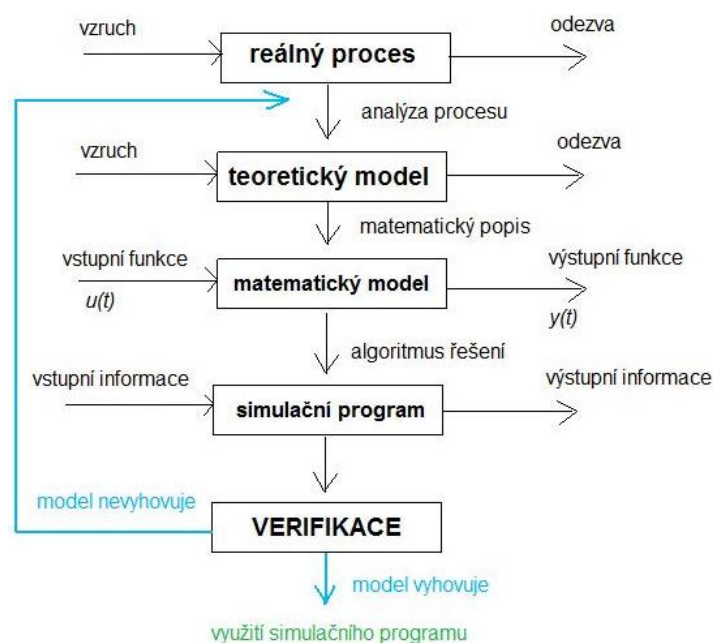 vzruch
odezva
reálný proces
analýza procesu
vzruch
odezva
teoretický model
matematický popis
vstupní funkce
výstupní funkce
matematický model
u(t)
y(t)
algoritmus řešení
vstupní informace
výstupní informace
simulační program
model nevyhovuje
VERIFIKACE
model vyhovuje
využití simulačního programu